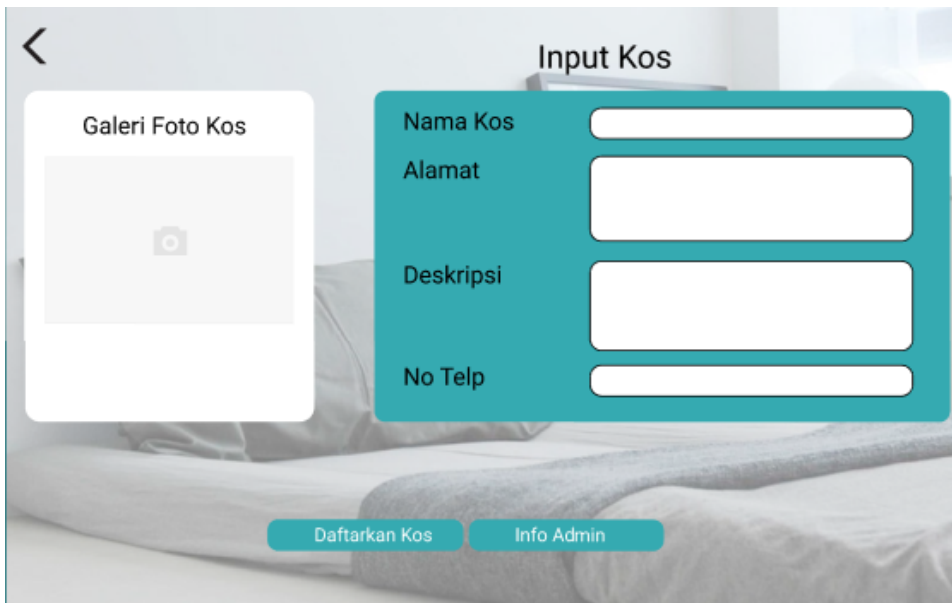 Input Kos
Galeri Foto Kos
Nama Kos
Alamat
Deskripsi
No Telp
Daftarkan Kos
Info Admin